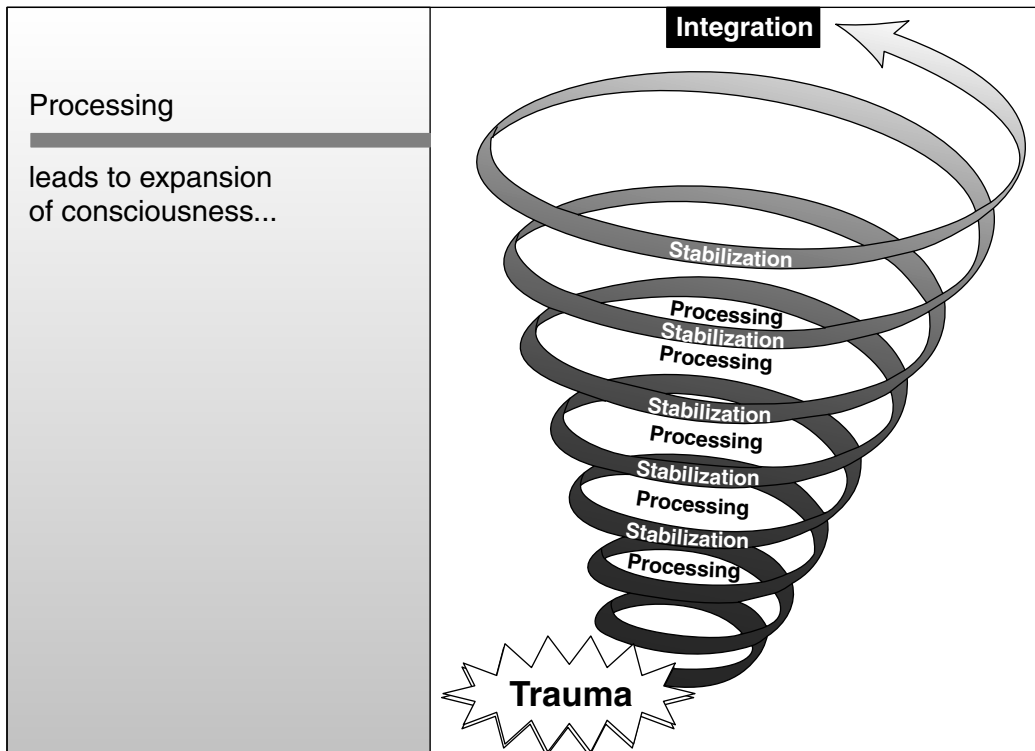 Processing
leads to expansion
of consciousness...
Integration
Stabilization
Processing
Stabilization
Processing
Stabilization
Processing
Stabilization
Processing
Stabilization
Processing
Trauma